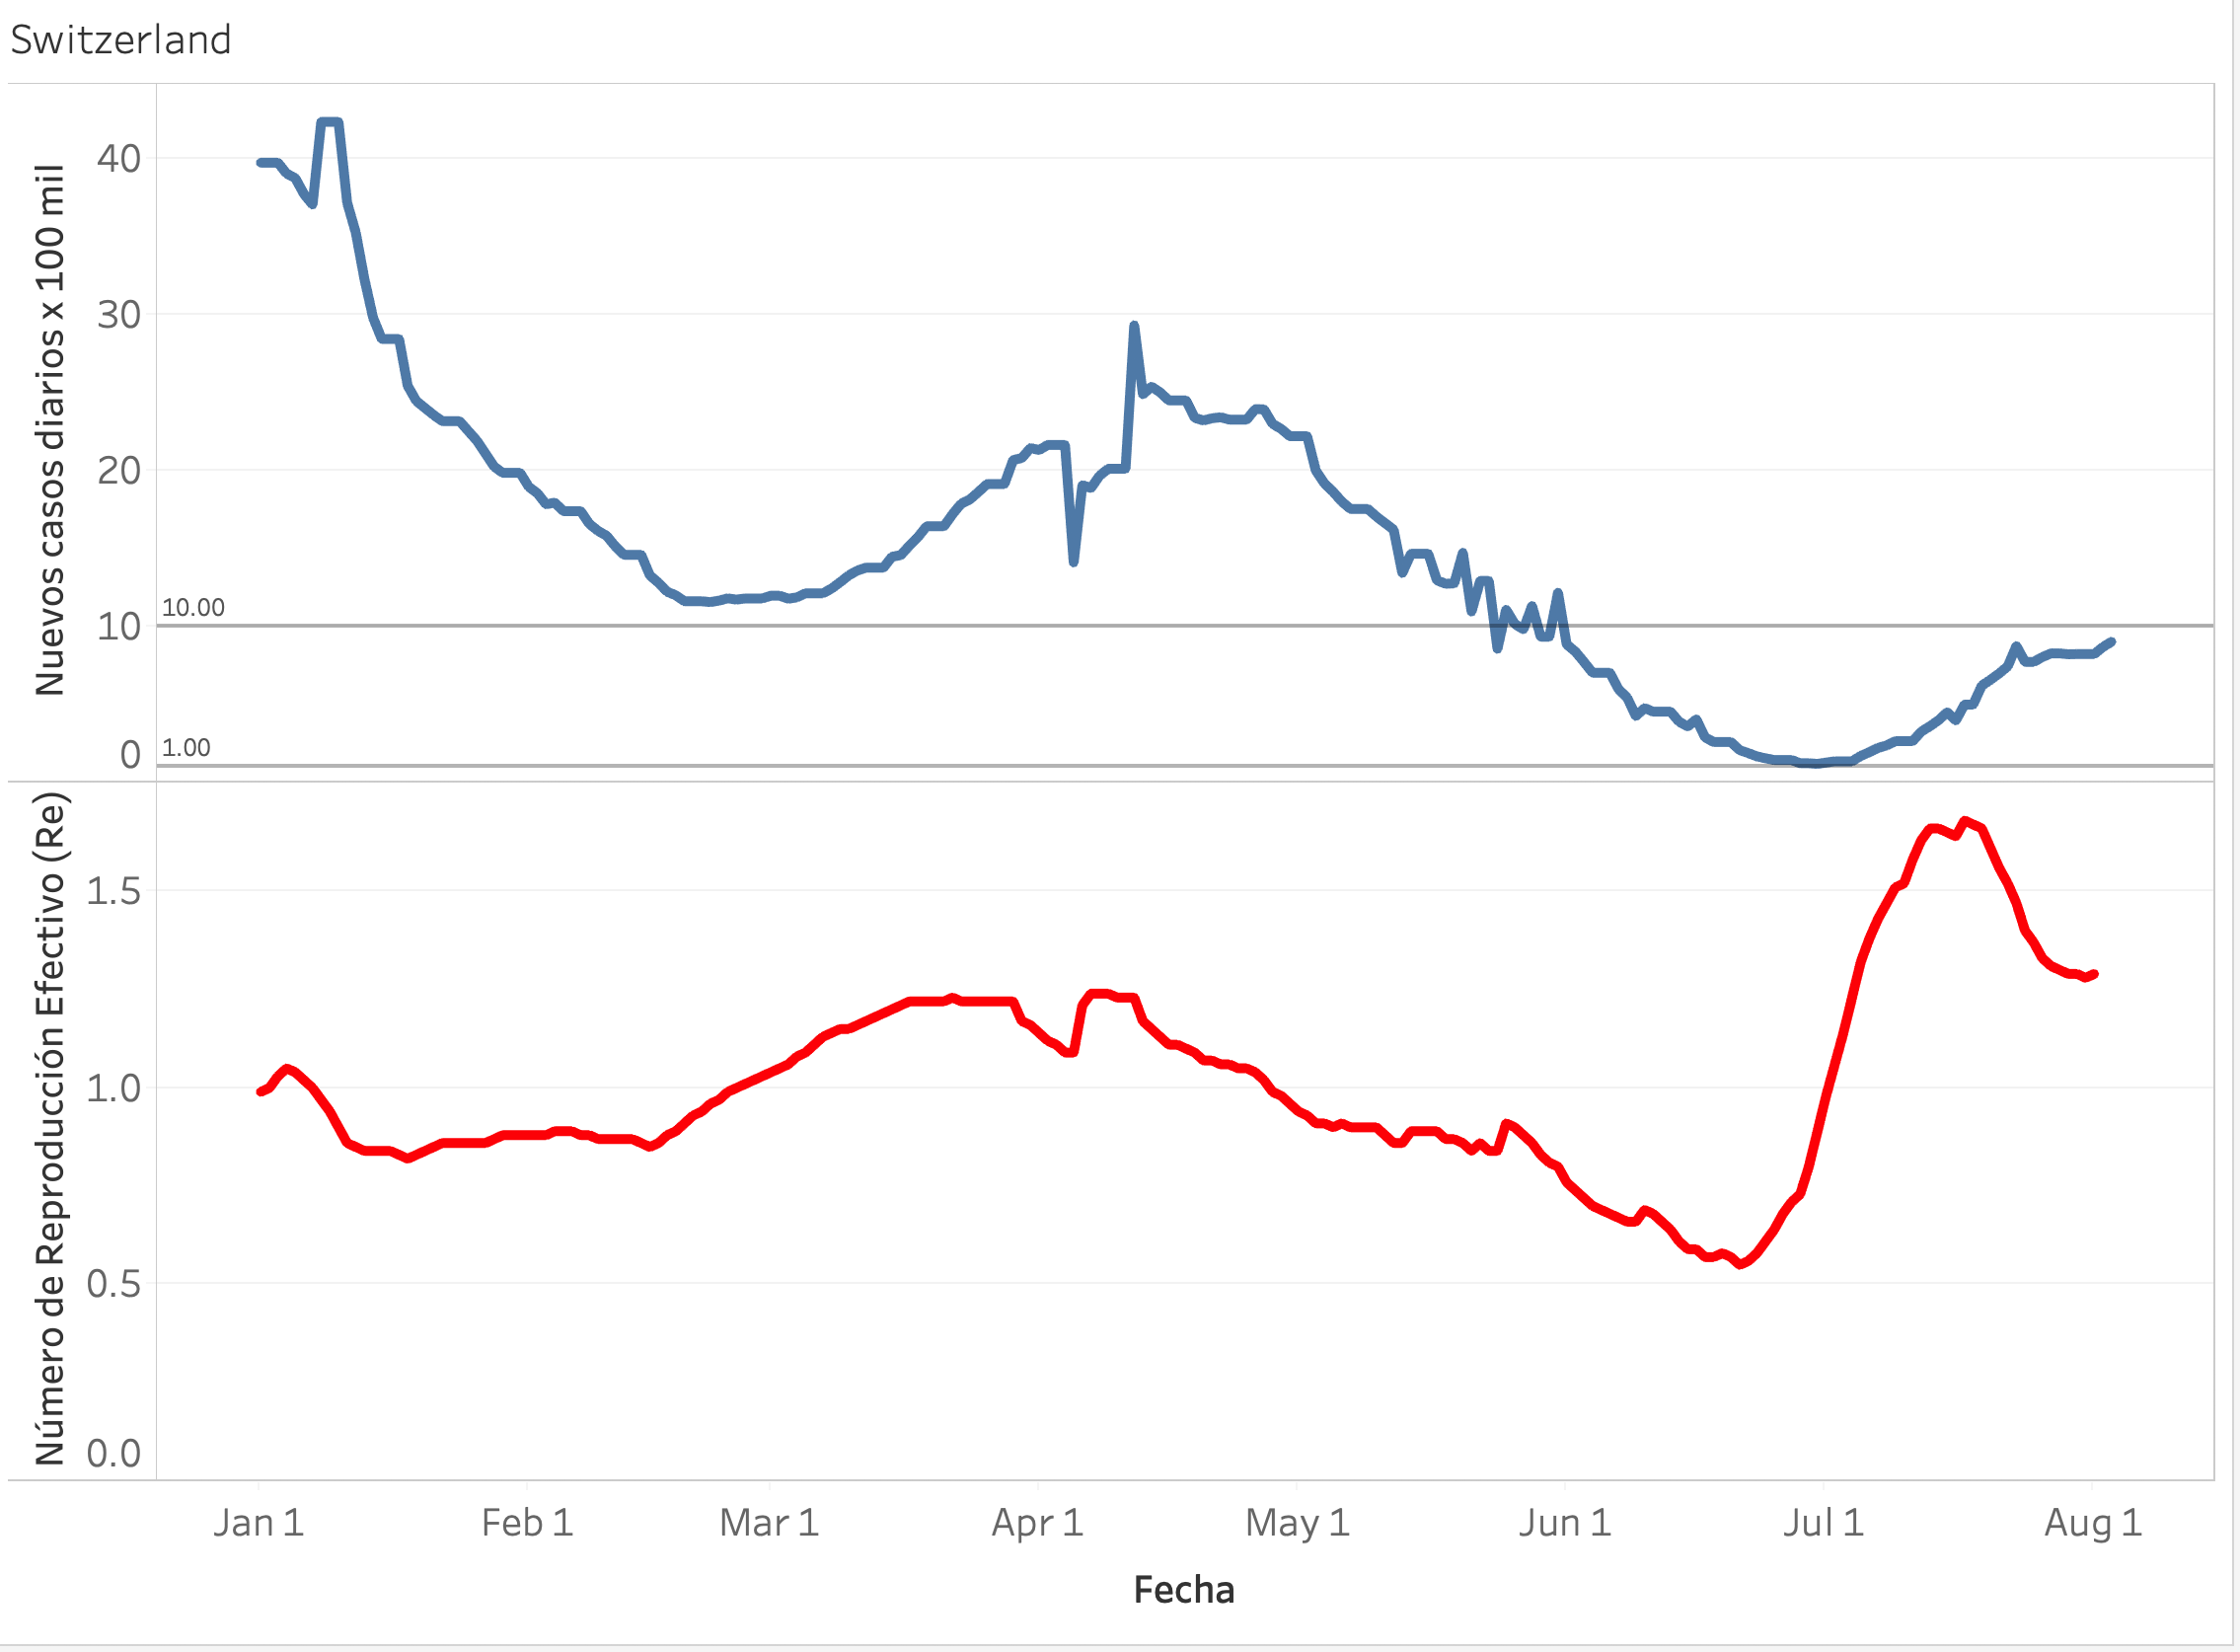 Switzerland
Nuevos casos diarios x 100 mil
40
30
20
10
0
10.00
1.00
Número de Reproducción Efectivo (Re)
1.5
1.0
0.5
0.0
Jan 1 Feb 1 Mar 1 Apr 1 May 1 Jun 1 Jul 1 Aug 1
Fecha